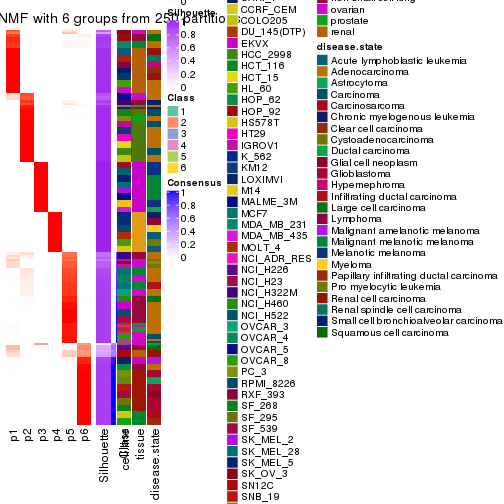 NMF with 6 groups from 250 partitions
Silhouette
1
0.8
0.6
0.4
0.2
0
Class
1
2
3
4
5
6
Consensus
1
0.8
0.6
0.4
0.2
0
p1
p2
p3
p4
p5
p6
Silhouette
Class
cell.line
tissue
disease.state
CCRF_CEM
COLO205
DU_145(DTP)
EKVX
HCC_2998
HCT_116
HCT_15
HL_60
HOP_62
HOP_92
HS578T
HT29
IGROV1
K_562
KM12
LOXIMVI
M14
MALME_3M
MCF7
MDA_MB_231
MDA_MB_435
MOLT_4
NCI_ADR_RES
NCI_H226
NCI_H23
NCI_H322M
NCI_H460
NCI_H522
OVCAR_3
OVCAR_4
OVCAR_5
OVCAR_8
PC_3
RPMI_8226
RXF_393
SF_268
SF_295
SF_539
SK_MEL_2
SK_MEL_28
SK_MEL_5
SK_OV_3
SN12C
SNB_19
ovarian
prostate
renal
disease.state
Acute lymphoblastic leukemia
Adenocarcinoma
Astrocytoma
Carcinoma
Carcinosarcoma
Chronic myelogenous leukemia
Clear cell carcinoma
Cystoadenocarcinoma
Ductal carcinoma
Glial cell neoplasm
Glioblastoma
Hypernephroma
Infiltrating ductal carcinoma
Large cell carcinoma
Lymphoma
Malignant amelanotic melanoma
Malignant melanotic melanoma
Melanotic melanoma
Myeloma
Papillary infiltrating ductal carcinoma
Pro myelocytic leukemia
Renal cell carcinoma
Renal spindle cell carcinoma
Small cell bronchioalveolar carcinoma
Squamous cell carcinoma